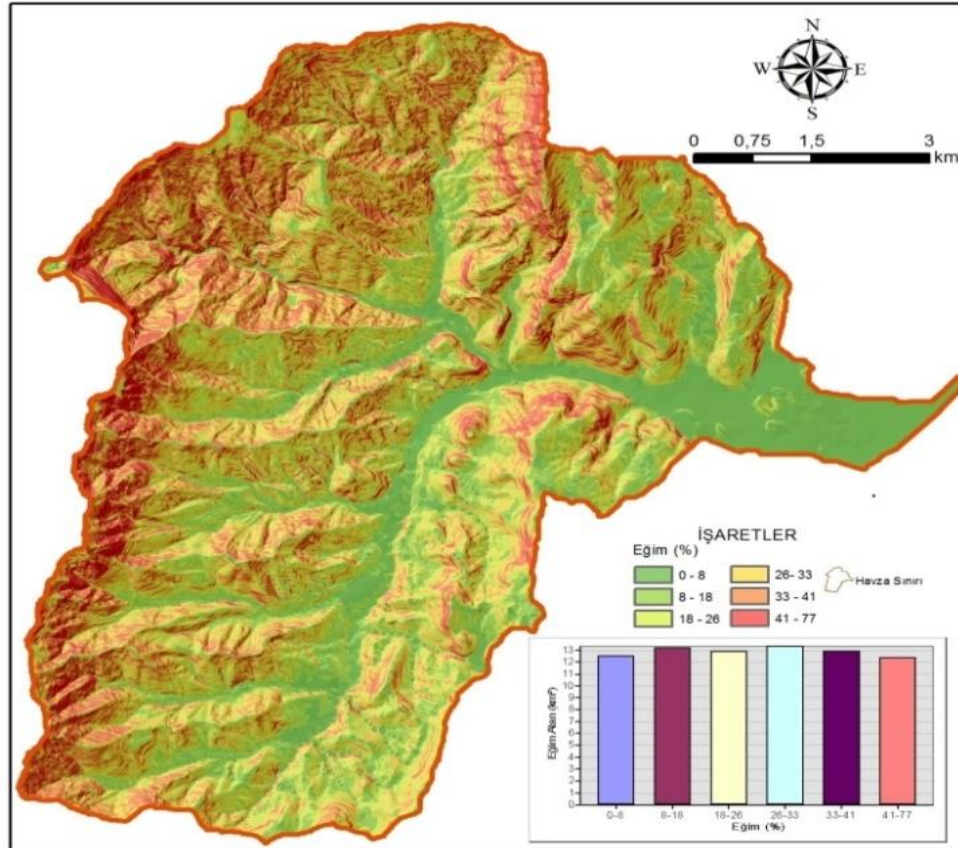 N
W E
S
0 0,75 1,5 3
km
İŞARETLER
Eğim (%)
0 - 8 26- 33 Havza Sınırı
8 - 18 33 - 41
18 - 26 41 - 77
Eğim Alan (km²)
13
12
11
10
9
8
7
6
5
4
3
2
1
0
0-8 8-18 18-26 26-33 33-41 41-77
Eğim (%)